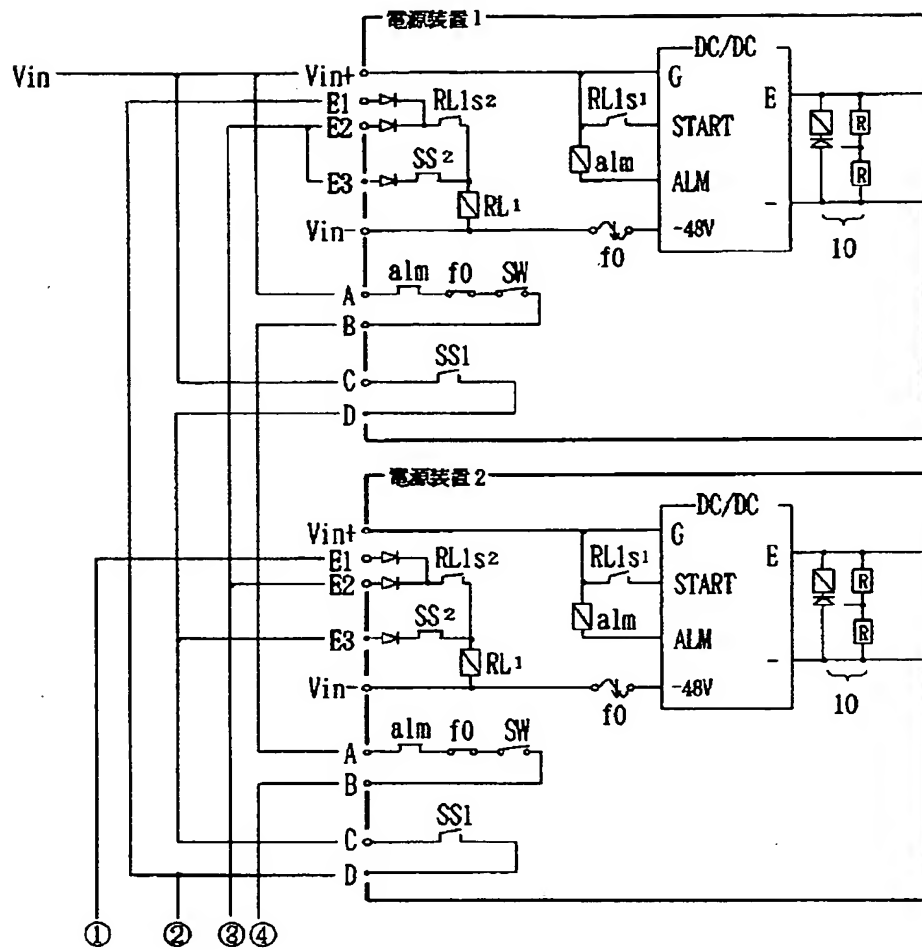 電源装置1
DC/DC
Vin
Vin+
G
E
E1
RL1s2
RL1s1
E2
START
R
SS2
alm
E3
ALM
R
RL1
Vin-
-48V
f0
10
alm
f0
SW
A
B
SS1
C
D
電源装置2
DC/DC
Vin+
G
E
E1
RL1s2
RL1s1
E2
START
R
SS2
alm
E3
ALM
R
RL1
Vin-
-48V
f0
10
alm
f0
SW
A
B
SS1
C
D
① ② ③ ④